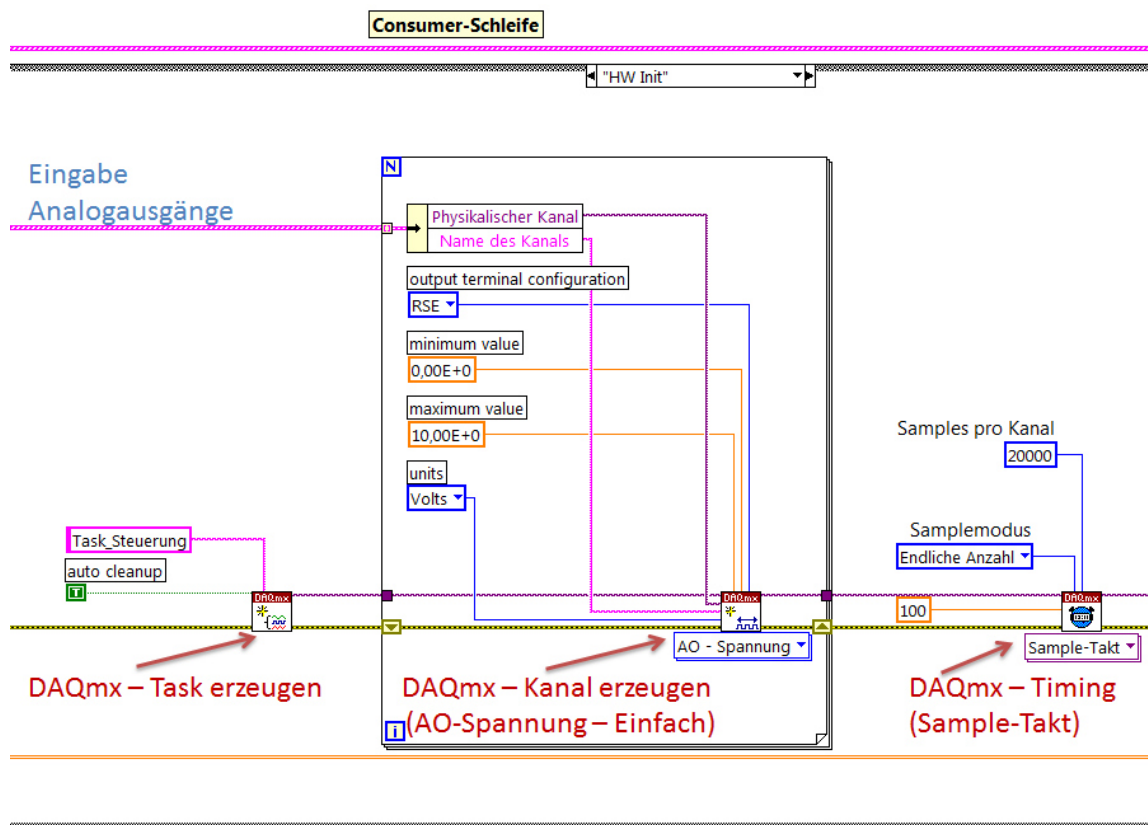 Consumer-Schleife
"HW Init"
N
Eingabe
Analogausgänge
Physikalischer Kanal
Name des Kanals
output terminal configuration
RSE
minimum value
0,00E+0
maximum value
10,00E+0
units
Volts
Samples pro Kanal
20000
Samplemodus
Endliche Anzahl
Task_Steuerung
auto cleanup
T
DAQmx
DAQmx
DAQmx
100
AO - Spannung
Sample-Takt
DAQmx – Task erzeugen
DAQmx – Kanal erzeugen
(AO-Spannung – Einfach)
DAQmx – Timing
(Sample-Takt)
i